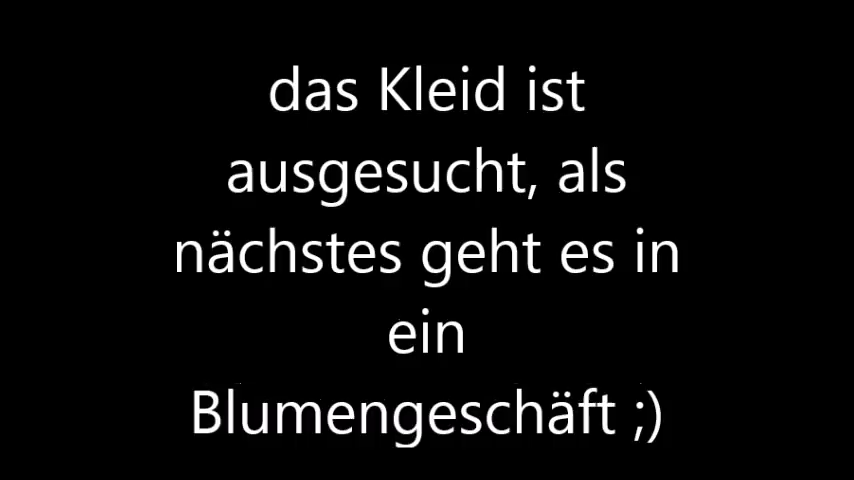 das Kleid ist
ausgesucht, als
nächstes geht es in
ein
Blumengeschäft ;)